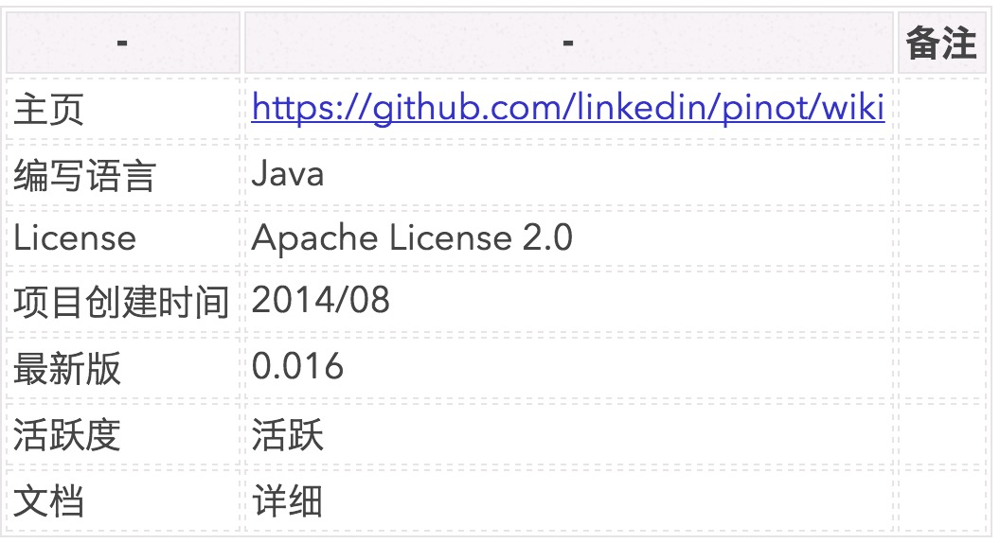 - - 备注
主页 https://github.com/linkedin/pinot/wiki
编写语言 Java
License Apache License 2.0
项目创建时间 2014/08
最新版 0.016
活跃度 活跃
文档 详细